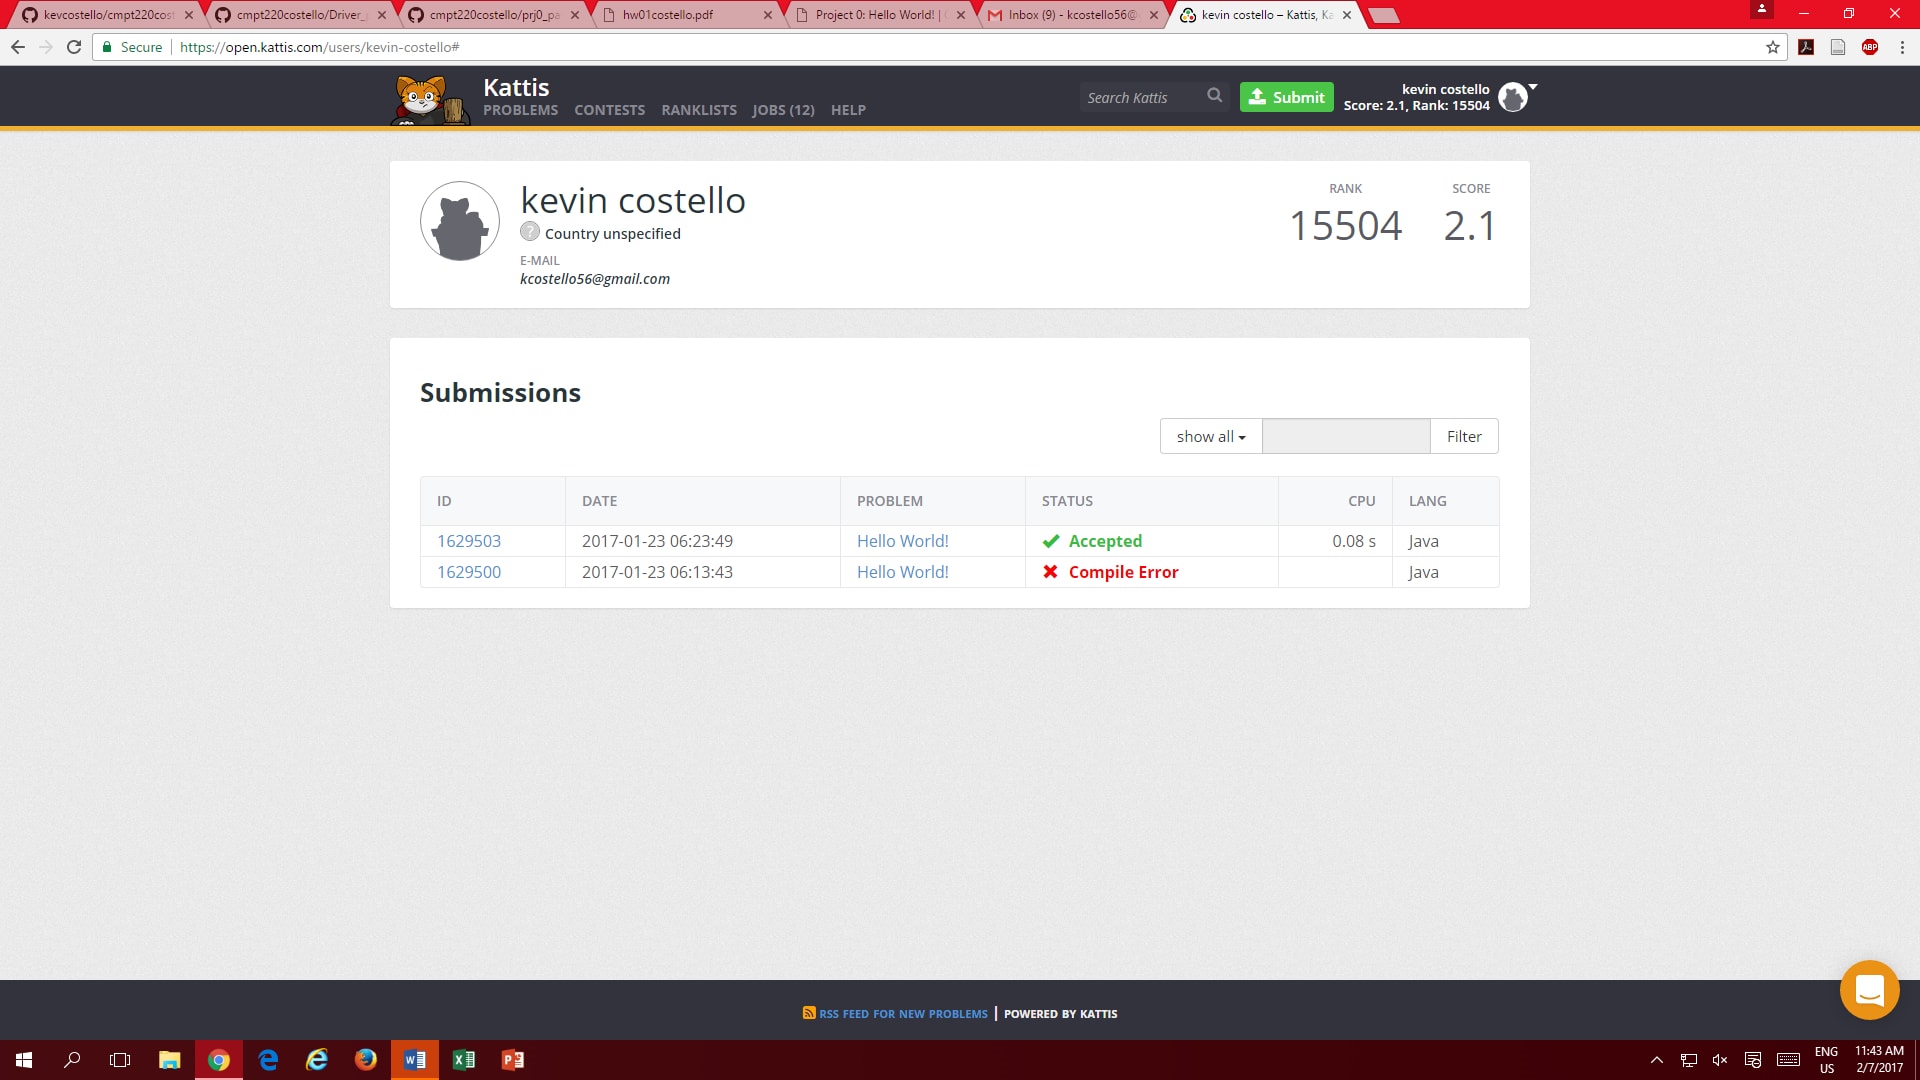 kevcostello/cmpt220cost
cmpt220costello/Driver_
cmpt220costello/prj0_pa
hw01costello.pdf
Project 0: Hello World! |
Inbox (9) - kcostello56@
kevin costello – Kattis, Ka
Secure
https://open.kattis.com/users/kevin-costello#
ABP
Kattis
PROBLEMS CONTESTS RANKLISTS JOBS (12) HELP
Search Kattis
Submit
kevin costello
Score: 2.1, Rank: 15504
kevin costello
? Country unspecified
E-MAIL
kcostello56@gmail.com
RANK
15504
SCORE
2.1
Submissions
show all
Filter
ID DATE PROBLEM STATUS CPU LANG
1629503 2017-01-23 06:23:49 Hello World! Accepted 0.08 s Java
1629500 2017-01-23 06:13:43 Hello World! Compile Error Java
RSS FEED FOR NEW PROBLEMS | POWERED BY KATTIS
ENG
US
11:43 AM
2/7/2017